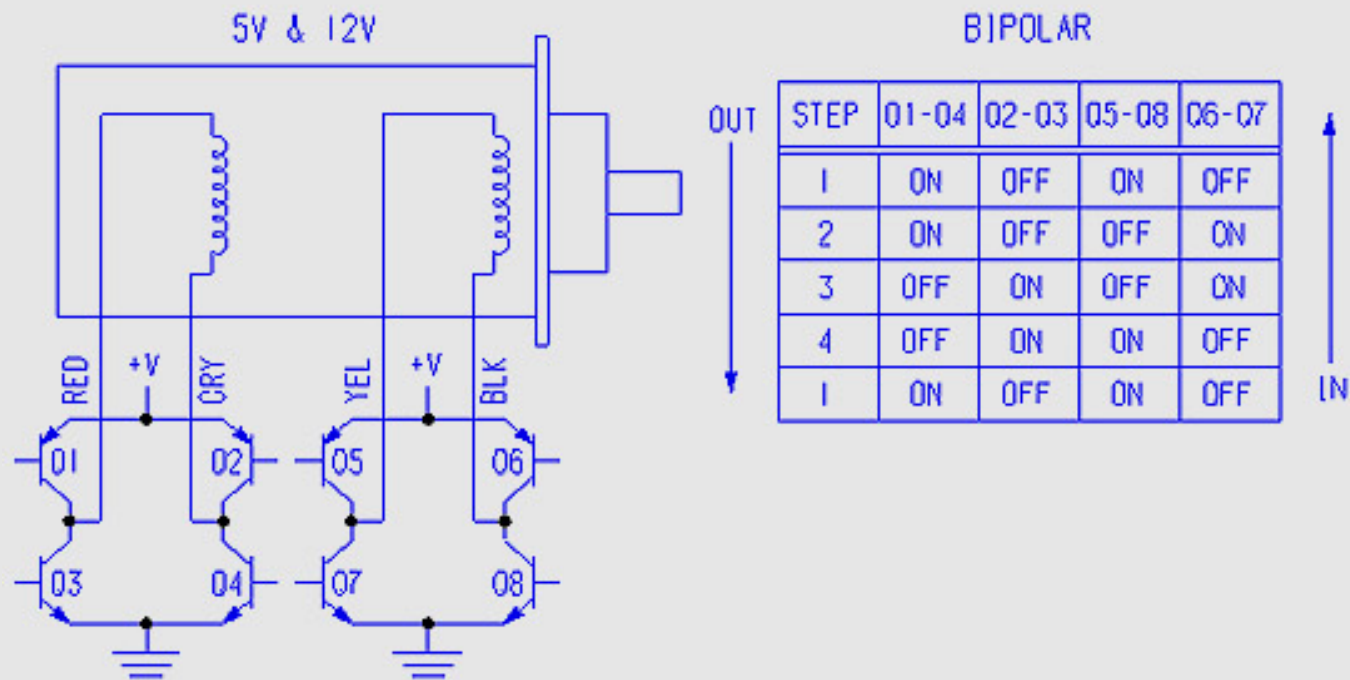 5V & 12V
BIPOLAR
OUT
STEP Q1-Q4 Q2-Q3 Q5-Q8 Q6-Q7
1 ON OFF ON OFF
2 ON OFF OFF ON
3 OFF ON OFF ON
4 OFF ON ON OFF
1 ON OFF ON OFF
IN
RED +V GRY YEL +V BLK
Q1 Q2 Q5 Q6
Q3 Q4 Q7 Q8